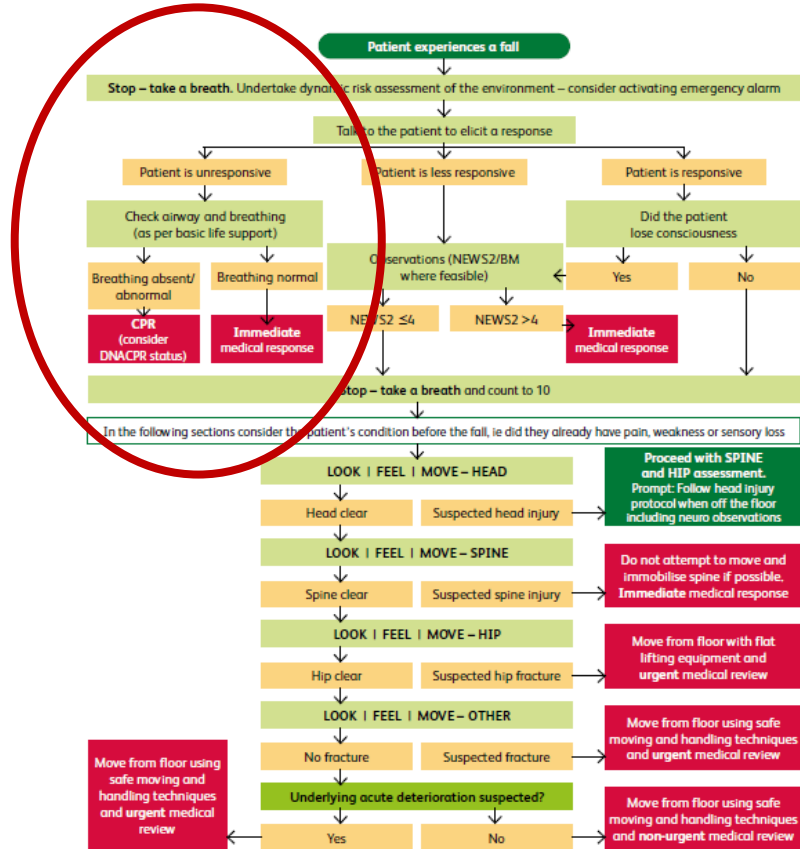 Patient experiences a fall
Stop – take a breath. Undertake dynamic risk assessment of the environment – consider activating emergency alarm
Talk to the patient to elicit a response
Patient is unresponsive
Patient is less responsive
Patient is responsive
Check airway and breathing
(as per basic life support)
Did the patient
lose consciousness
Observations (NEWS2/BM
where feasible)
Breathing absent/
abnormal
Breathing normal
Yes
No
CPR
(consider
DNACPR status)
Immediate
medical response
NEWS2 ≤4
NEWS2 >4
Immediate
medical response
Stop – take a breath and count to 10
In the following sections consider the patient's condition before the fall, ie did they already have pain, weakness or sensory loss
LOOK | FEEL | MOVE – HEAD
Head clear
Suspected head injury
Proceed with SPINE
and HIP assessment.
Prompt: Follow head injury
protocol when off the floor
including neuro observations
LOOK | FEEL | MOVE – SPINE
Spine clear
Suspected spine injury
Do not attempt to move and
immobilise spine if possible.
Immediate medical response
LOOK | FEEL | MOVE – HIP
Hip clear
Suspected hip fracture
Move from floor with flat
lifting equipment and
urgent medical review
LOOK | FEEL | MOVE – OTHER
No fracture
Suspected fracture
Move from floor using safe
moving and handling techniques
and urgent medical review
Underlying acute deterioration suspected?
Yes
No
Move from floor using
safe moving and
handling techniques
and urgent medical
review
Move from floor using safe
moving and handling techniques
and non-urgent medical review